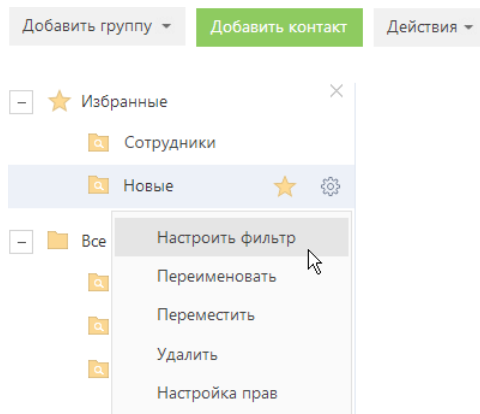 Добавить группу
Добавить контакт
Действия
Избранные
Сотрудники
Новые
Все
Настроить фильтр
Переименовать
Переместить
Удалить
Настройка прав